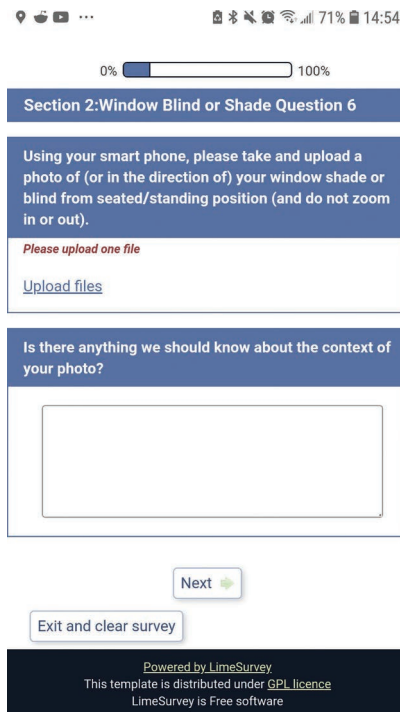 71% 14:54
0% 100%
Section 2:Window Blind or Shade Question 6
Using your smart phone, please take and upload a
photo of (or in the direction of) your window shade or
blind from seated/standing position (and do not zoom
in or out).
Please upload one file
Upload files
Is there anything we should know about the context of
your photo?
Next
Exit and clear survey
Powered by LimeSurvey
This template is distributed under GPL licence
LimeSurvey is Free software